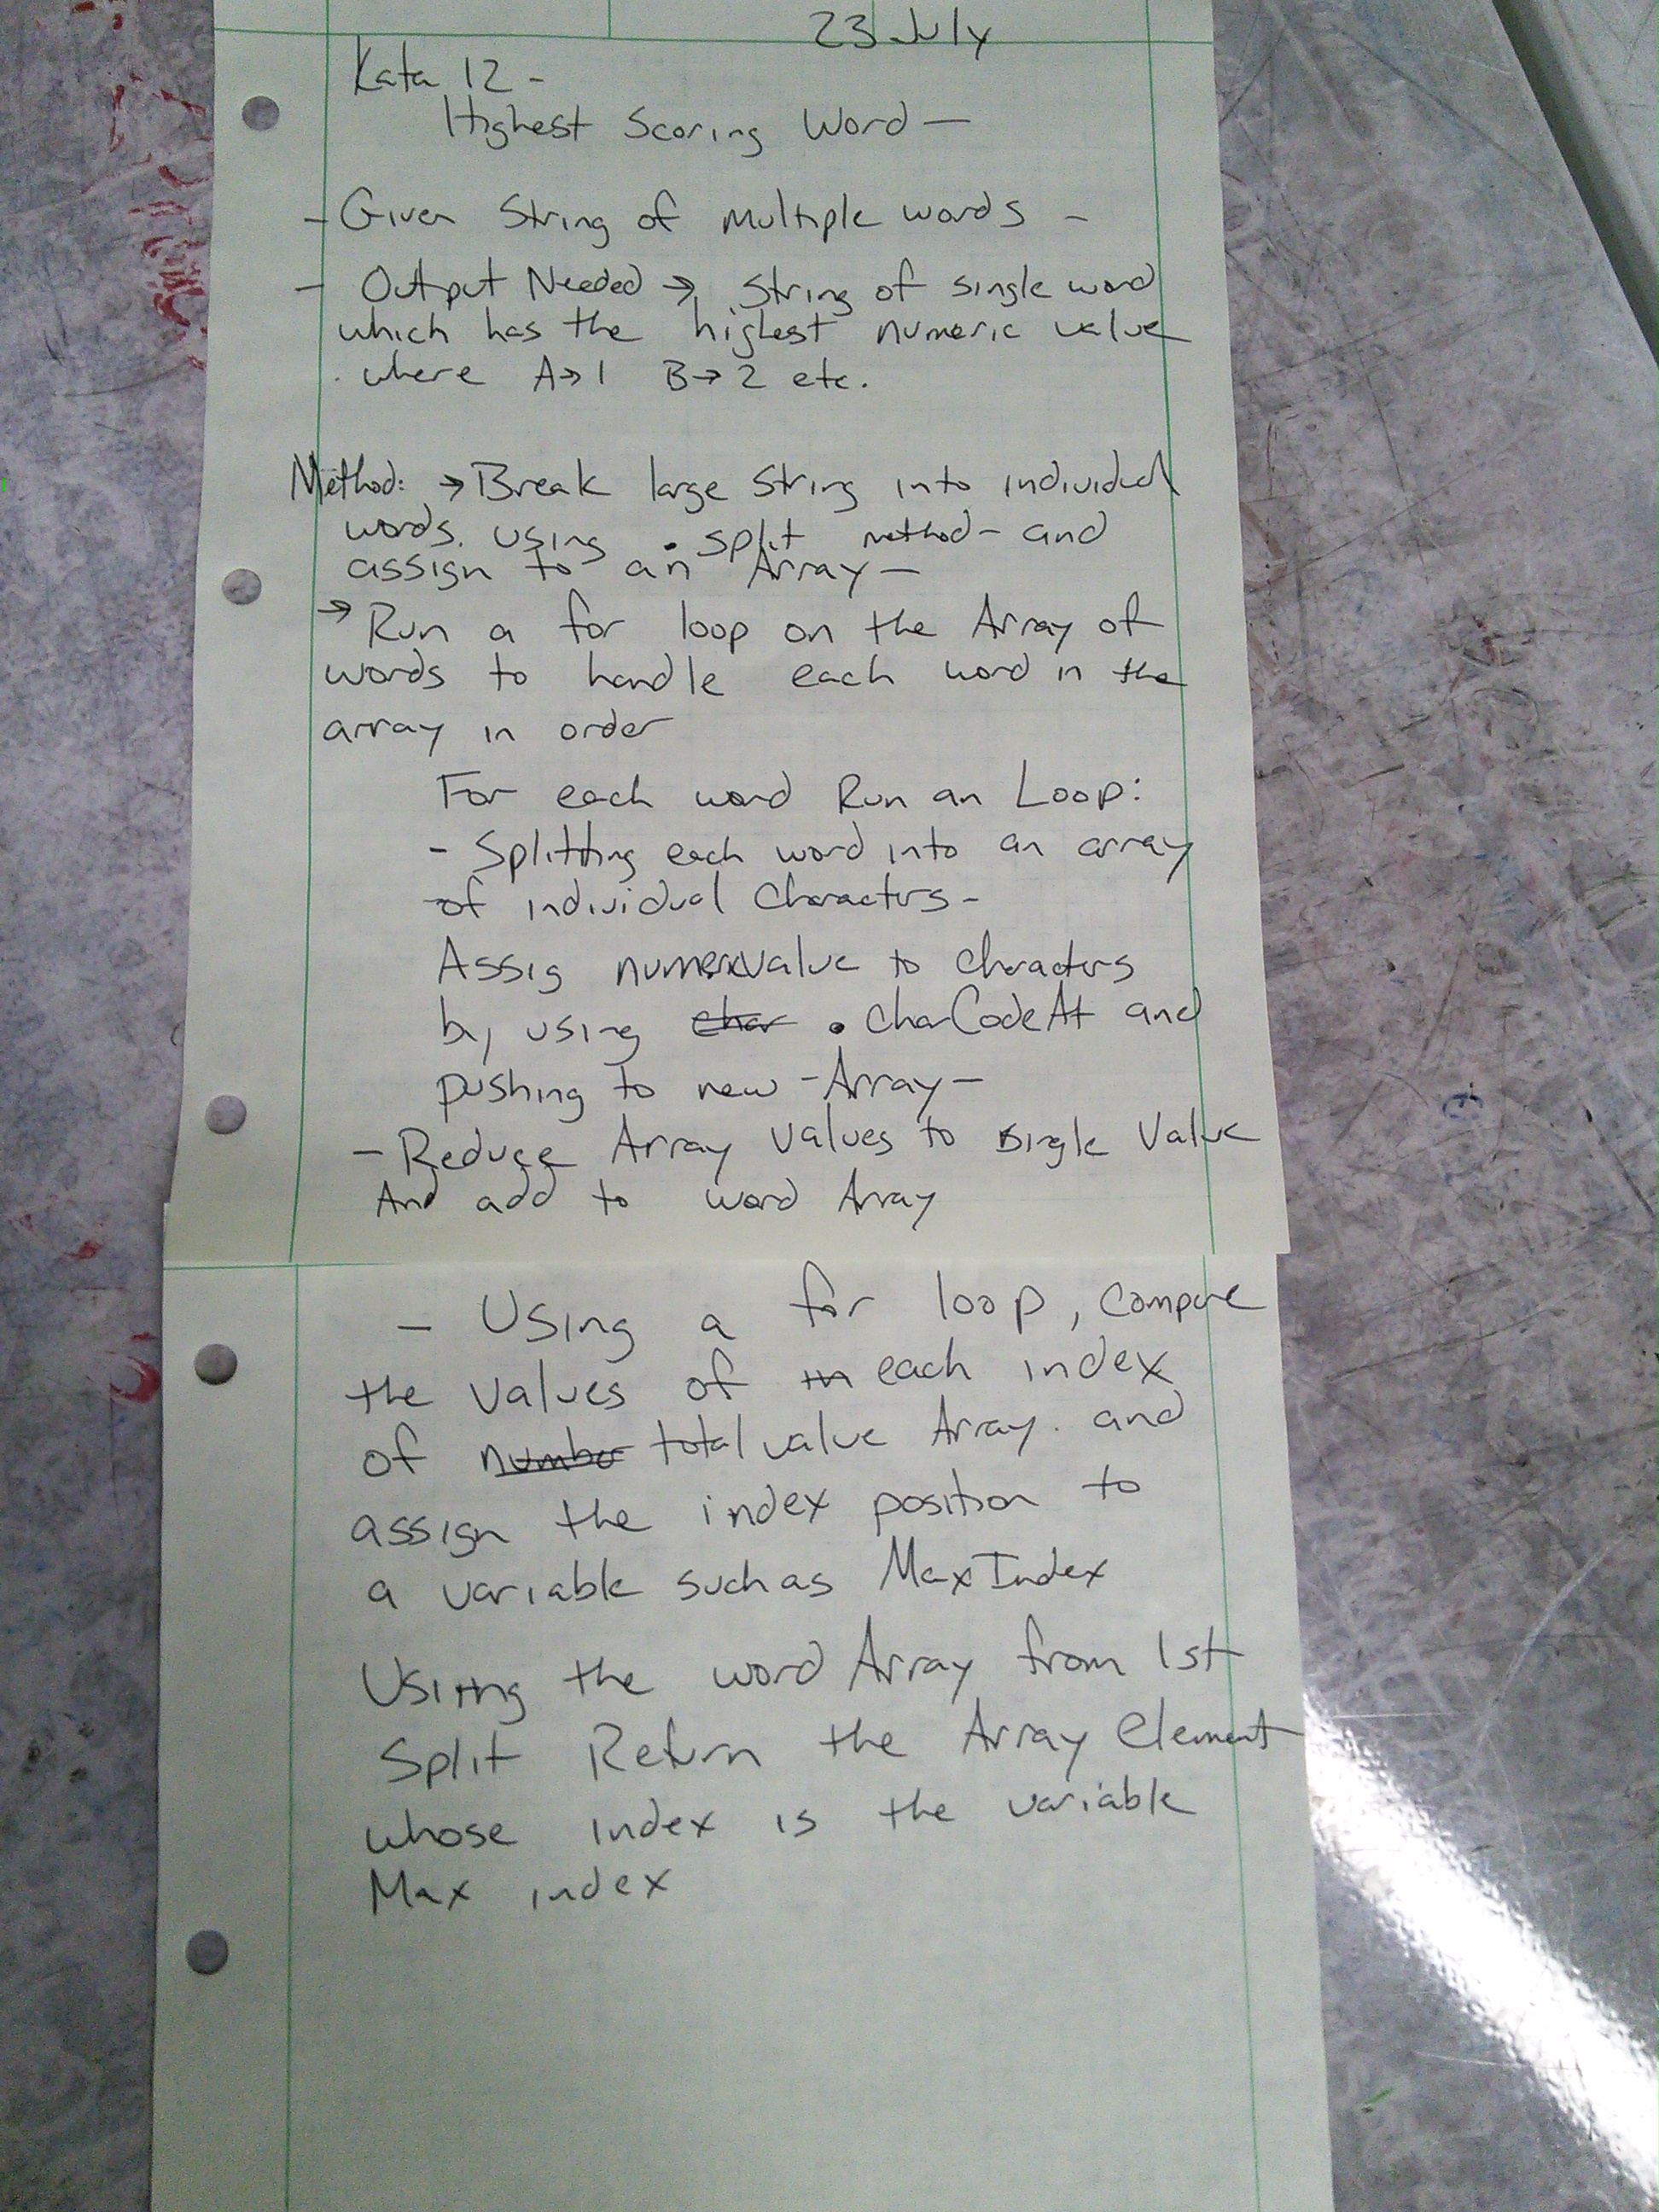 23 July
Kata 12 -
Highest Scoring Word —
- Given String of Multiple words -
- Output Needed → String of single word
which has the highest numeric value
. where A→1 B→2 etc.
Method: → Break large String into individual
words. using .split method - and
assign to an Array —
→ Run a for loop on the Array of
words to handle each word in the
array in order
For each word Run an Loop:
- Splitting each word into an array
of individual Characters -
Assig numericvalue to characters
by using char .CharCodeAt and
pushing to new - Array —
- Reduce Array Values to single Value
And add to word Array
- Using a for loop, compare
the values of in each index
of number total value Array. and
assign the index position to
a variable such as MaxIndex
Using the word Array from 1st
Split Return the Array Element
whose index is the variable
Max index